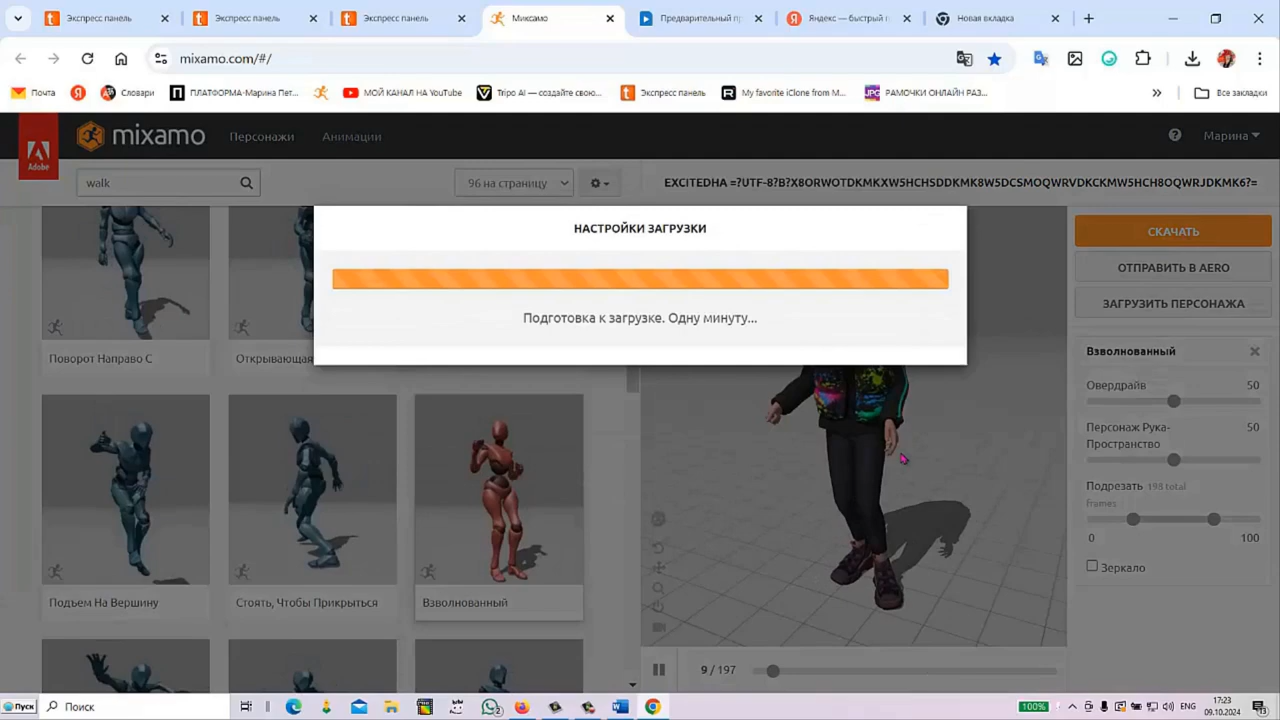 Экспресс панель
Экспресс панель
Экспресс панель
Миксамо
Предварительный п
Яндекс — быстрый п
Новая вкладка
mixamo.com/#/
Почта
Словари
ПЛАТФОРМА-Марина Пет...
МОЙ КАНАЛ НА YouTube
Tripo AI — создайте свою...
Экспресс панель
My favorite iClone from M...
РАМОЧКИ ОНЛАЙН РАЗ...
Все закладки
Adobe
mixamo
Персонажи
Анимации
Марина
walk
96 на страницу
EXCITEDНА =?UTF-8?B?X8ORWOTDKMKXW5HCHSDDKMK8W5DCSMOQWRVDKCKMW5HCH8OQWRJDKMK6?=
НАСТРОЙКИ ЗАГРУЗКИ
Подготовка к загрузке. Одну минуту...
СКАЧАТЬ
ОТПРАВИТЬ В AERO
ЗАГРУЗИТЬ ПЕРСОНАЖА
Поворот Направо С
Открывающая
Взволнованный
Овердрайв 50
Персонаж Рука-
Пространство 50
Подрезать 198 total
frames
0 100
Зеркало
Подъем На Вершину
Стоять, Чтобы Прикрыться
Взволнованный
9 / 197
Пуск
Поиск
2
100%
ENG
17:23
09.10.2024